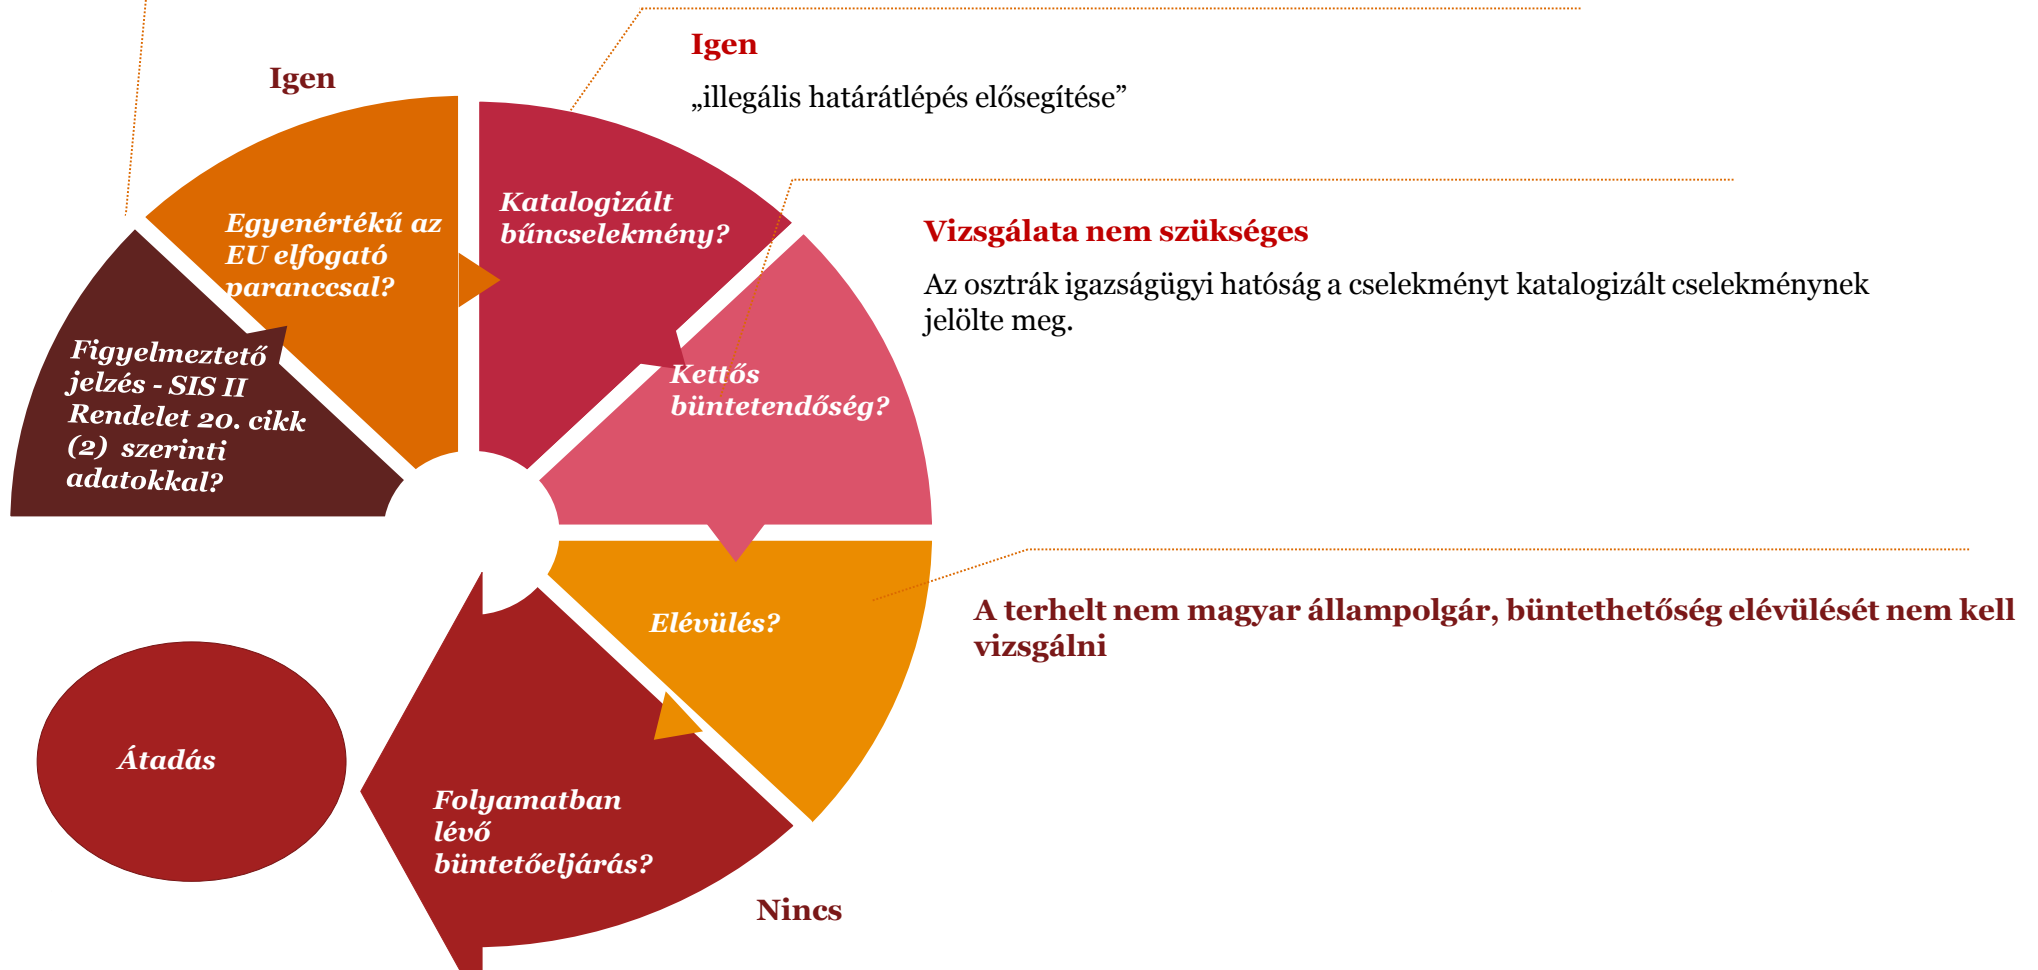 Igen
Igen
„illegális határátlépés elősegítése”
Katalogizált
bűncselekmény?
Egyenértékű az
EU elfogató
paranccsal?
Vizsgálata nem szükséges
Az osztrák igazságügyi hatóság a cselekményt katalogizált cselekménynek
jelölte meg.
Figyelmeztető
jelzés - SIS II
Rendelet 20. cikk
(2) szerinti
adatokkal?
Kettős
büntetendőség?
Elévülés?
A terhelt nem magyar állampolgár, büntethetőség elévülését nem kell
vizsgálni
Átadás
Folyamatban
lévő
büntetőeljárás?
Nincs